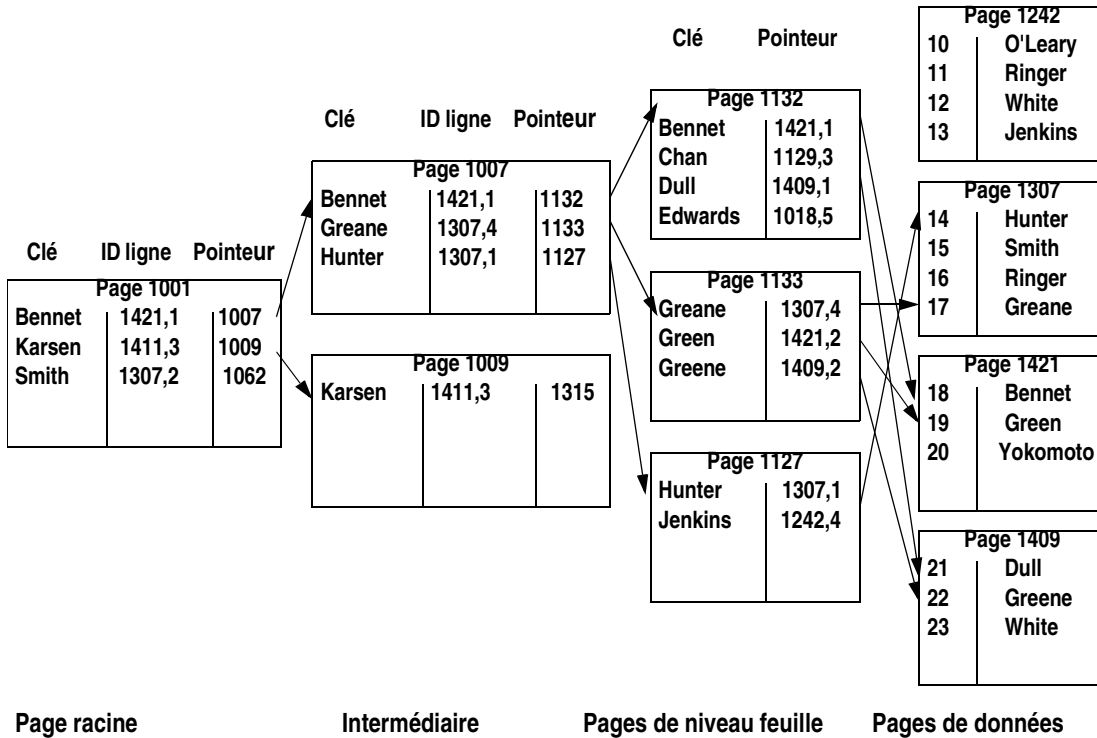 Clé ID ligne Pointeur
Page 1001
Bennet 1421,1 1007
Karsen 1411,3 1009
Smith 1307,2 1062
Clé ID ligne Pointeur
Page 1007
Bennet 1421,1 1132
Greane 1307,4 1133
Hunter 1307,1 1127
Page 1009
Karsen 1411,3 1315
Clé Pointeur
Page 1132
Bennet 1421,1
Chan 1129,3
Dull 1409,1
Edwards 1018,5
Page 1133
Greane 1307,4
Green 1421,2
Greene 1409,2
Page 1127
Hunter 1307,1
Jenkins 1242,4
Page 1242
10 O'Leary
11 Ringer
12 White
13 Jenkins
Page 1307
14 Hunter
15 Smith
16 Ringer
17 Greane
Page 1421
18 Bennet
19 Green
20 Yokomoto
Page 1409
21 Dull
22 Greene
23 White
Page racine Intermédiaire Pages de niveau feuille Pages de données